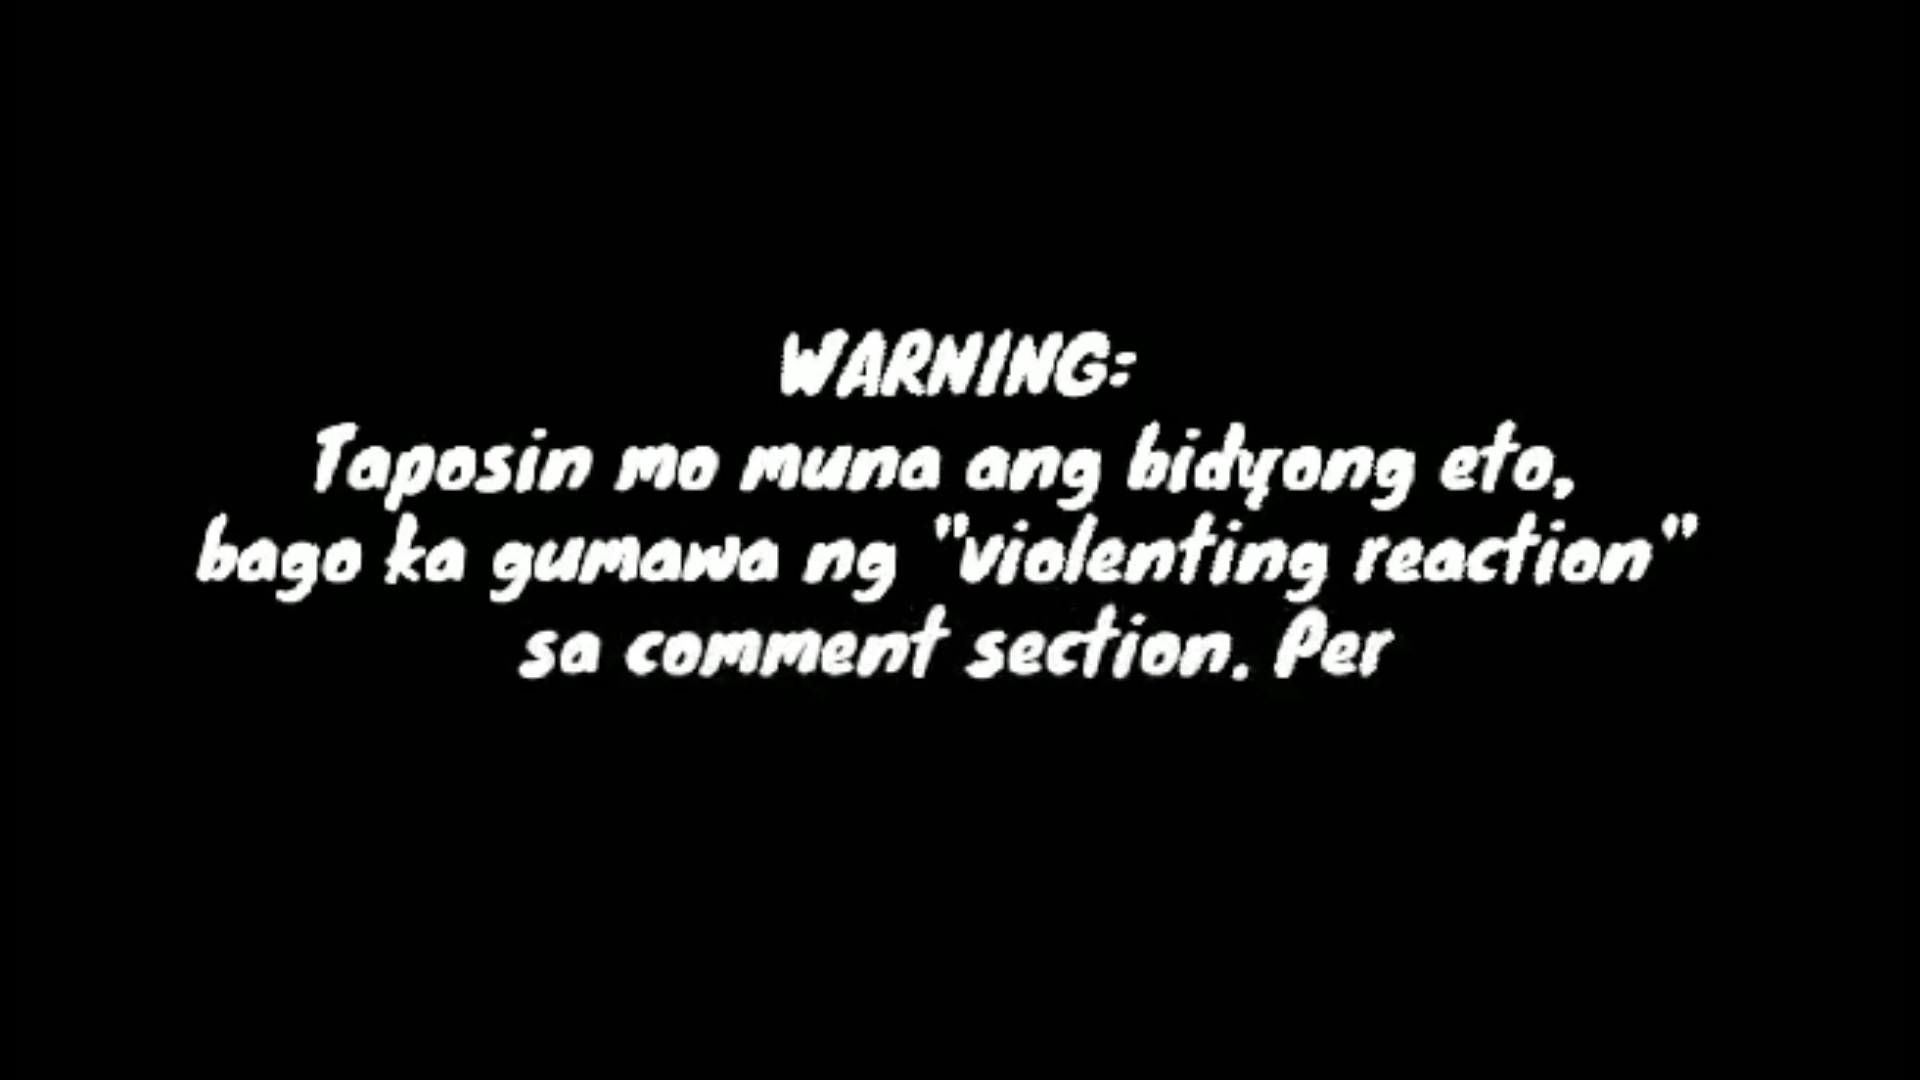 WARNING:
Taposin mo muna ang bidyong eto,
bago ka gumawa ng "violenting reaction"
sa comment section. Per